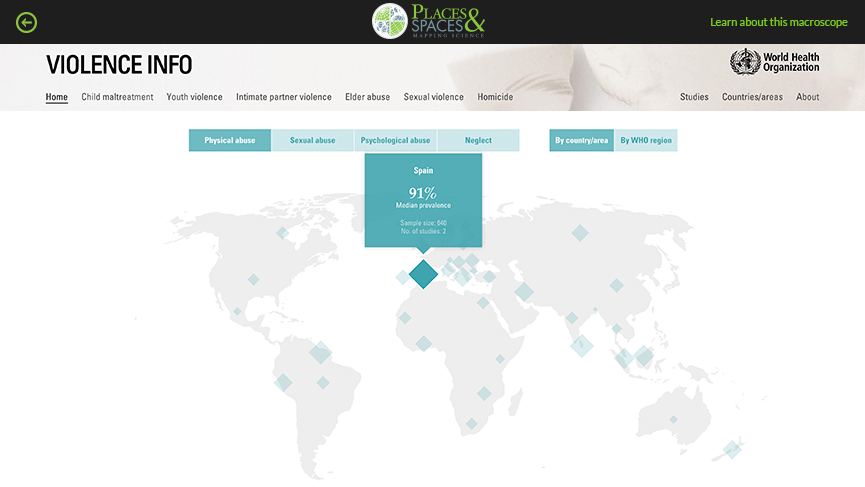 PLACES &
SPACES
MAPPING SCIENCE
Learn about this macroscope
VIOLENCE INFO
World Health
Organization
Home Child maltreatment Youth violence Intimate partner violence Elder abuse Sexual violence Homicide Studies Countries/areas About
Physical abuse Sexual abuse Psychological abuse Neglect By country/area By WHO region
Spain
91%
Median prevalence
Sample size: 640
No. of studies: 2